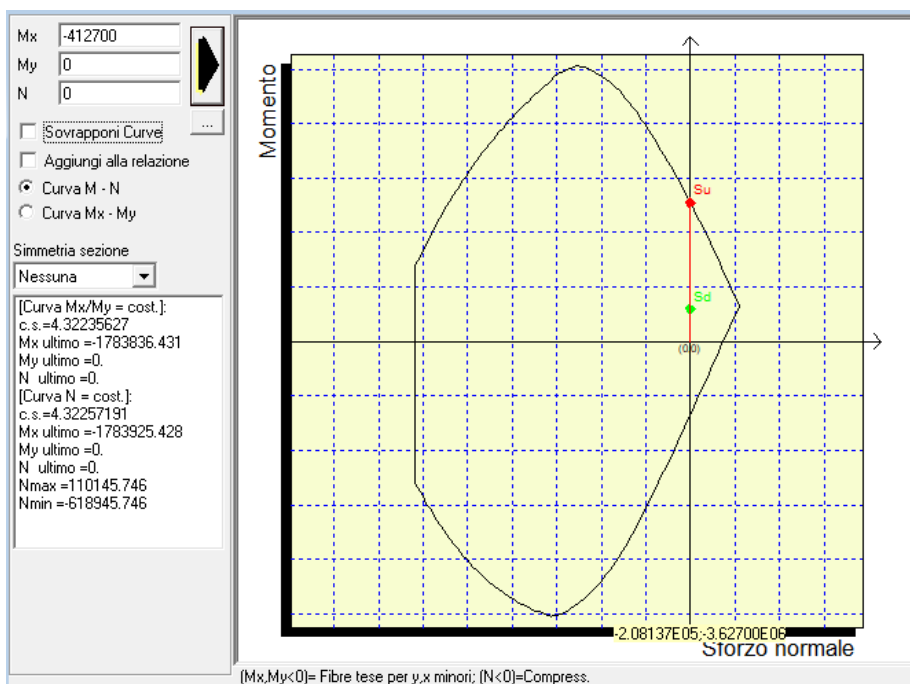 Mx -412700
My 0
N 0
...
Sovrapponi Curve
Aggiungi alla relazione
Curva M - N
Curva Mx - My
Simmetria sezione
Nessuna
[Curva Mx/My = cost.]:
c.s.=4.32235627
Mx ultimo =-1783836.431
My ultimo =0.
N ultimo =0.
[Curva N = cost.]:
c.s.=4.32257191
Mx ultimo =-1783925.428
My ultimo =0.
N ultimo =0.
Nmax =110145.746
Nmin =-618945.746
Momento
Su
Sd
(0;0)
-2.08137E05;-3.62700E06
Sforzo normale
(Mx,My<0)= Fibre tese per y,x minori; (N<0)=Compress.